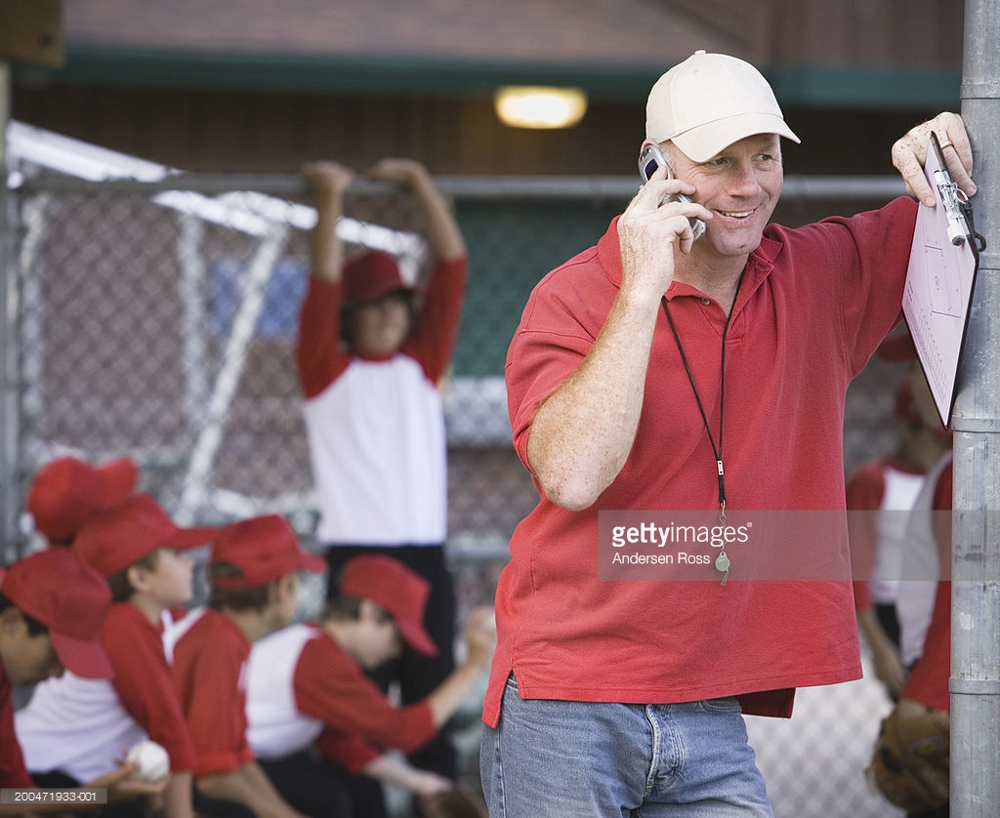 gettyimages®
Andersen Ross
200471933-001